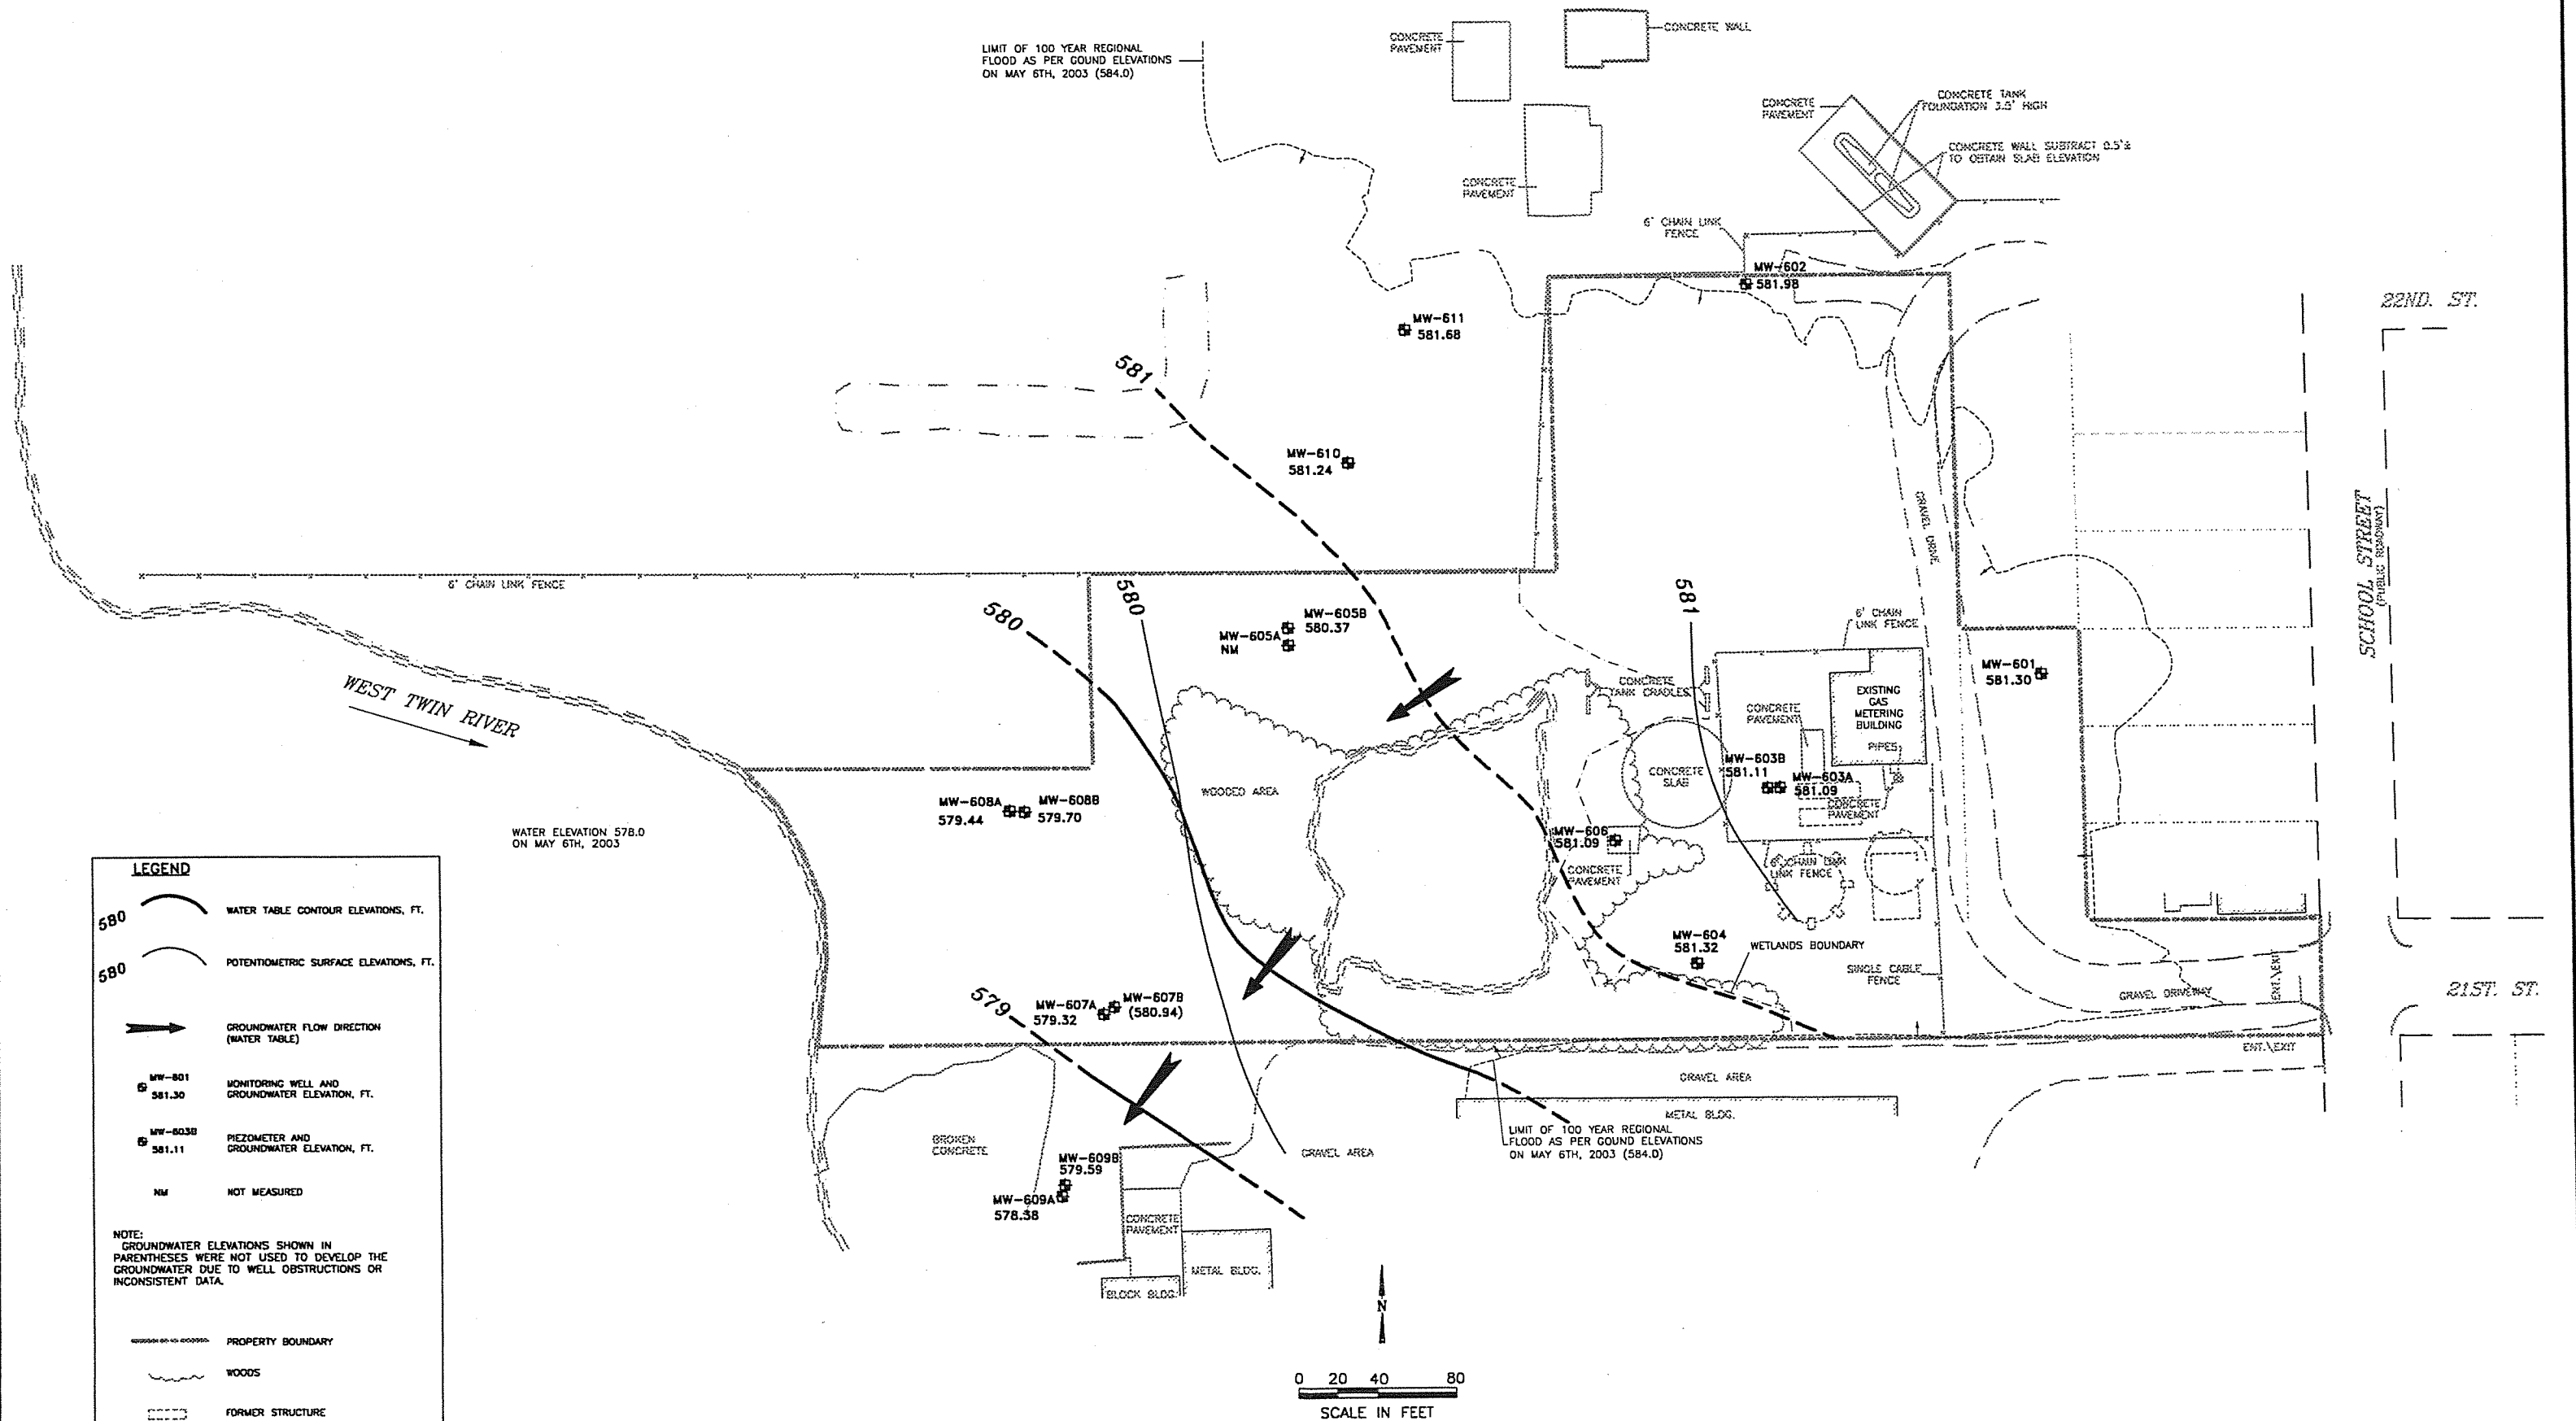 LIMIT OF 100 YEAR REGIONAL
FLOOD AS PER GOUND ELEVATIONS
ON MAY 6TH, 2003 (584.0)
CONCRETE
PAVEMENT
CONCRETE WALL
CONCRETE
PAVEMENT
CONCRETE TANK
FOUNDATION 3.5' HIGH
CONCRETE
PAVEMENT
CONCRETE WALL SUBTRACT 0.5'±
TO OBTAIN SLAB ELEVATION
6' CHAIN LINK
FENCE
MW-602
581.98
22ND. ST.
MW-611
581.68
581
MW-610
581.24
GRAVEL DRIVE
SCHOOL STREET
(PUBLIC ROADWAY)
6' CHAIN LINK FENCE
580
580
581
MW-605B
580.37
MW-605A
NM
6' CHAIN
LINK FENCE
MW-601
581.30
WEST TWIN RIVER
CONCRETE
TANK CRADLES
EXISTING
GAS
METERING
BUILDING
CONCRETE
PAVEMENT
PIPES
WOODED AREA
CONCRETE
SLAB
MW-603B
581.11
MW-603A
581.09
CONCRETE
PAVEMENT
MW-608A
579.44
MW-608B
579.70
WATER ELEVATION 578.0
ON MAY 6TH, 2003
MW-606
581.09
CONCRETE
PAVEMENT
6' CHAIN LINK
LINK FENCE
MW-604
581.32
WETLANDS BOUNDARY
SINGLE CABLE
FENCE
GRAVEL DRIVEWAY
ENT.\EXIT
21ST. ST.
ENT.\EXIT
579
MW-607A
579.32
MW-607B
(580.94)
GRAVEL AREA
METAL BLDG.
LIMIT OF 100 YEAR REGIONAL
FLOOD AS PER GOUND ELEVATIONS
ON MAY 6TH, 2003 (584.0)
BROKEN
CONCRETE
GRAVEL AREA
MW-609B
579.59
MW-609A
578.38
CONCRETE
PAVEMENT
METAL BLDG.
BLOCK BLDG.
N
0 20 40 80
SCALE IN FEET
LEGEND
580
WATER TABLE CONTOUR ELEVATIONS, FT.
580
POTENTIOMETRIC SURFACE ELEVATIONS, FT.
GROUNDWATER FLOW DIRECTION
(WATER TABLE)
MW-601
581.30
MONITORING WELL AND
GROUNDWATER ELEVATION, FT.
MW-603B
581.11
PIEZOMETER AND
GROUNDWATER ELEVATION, FT.
NM NOT MEASURED
NOTE:
GROUNDWATER ELEVATIONS SHOWN IN
PARENTHESES WERE NOT USED TO DEVELOP THE
GROUNDWATER DUE TO WELL OBSTRUCTIONS OR
INCONSISTENT DATA.
PROPERTY BOUNDARY
WOODS
FORMER STRUCTURE